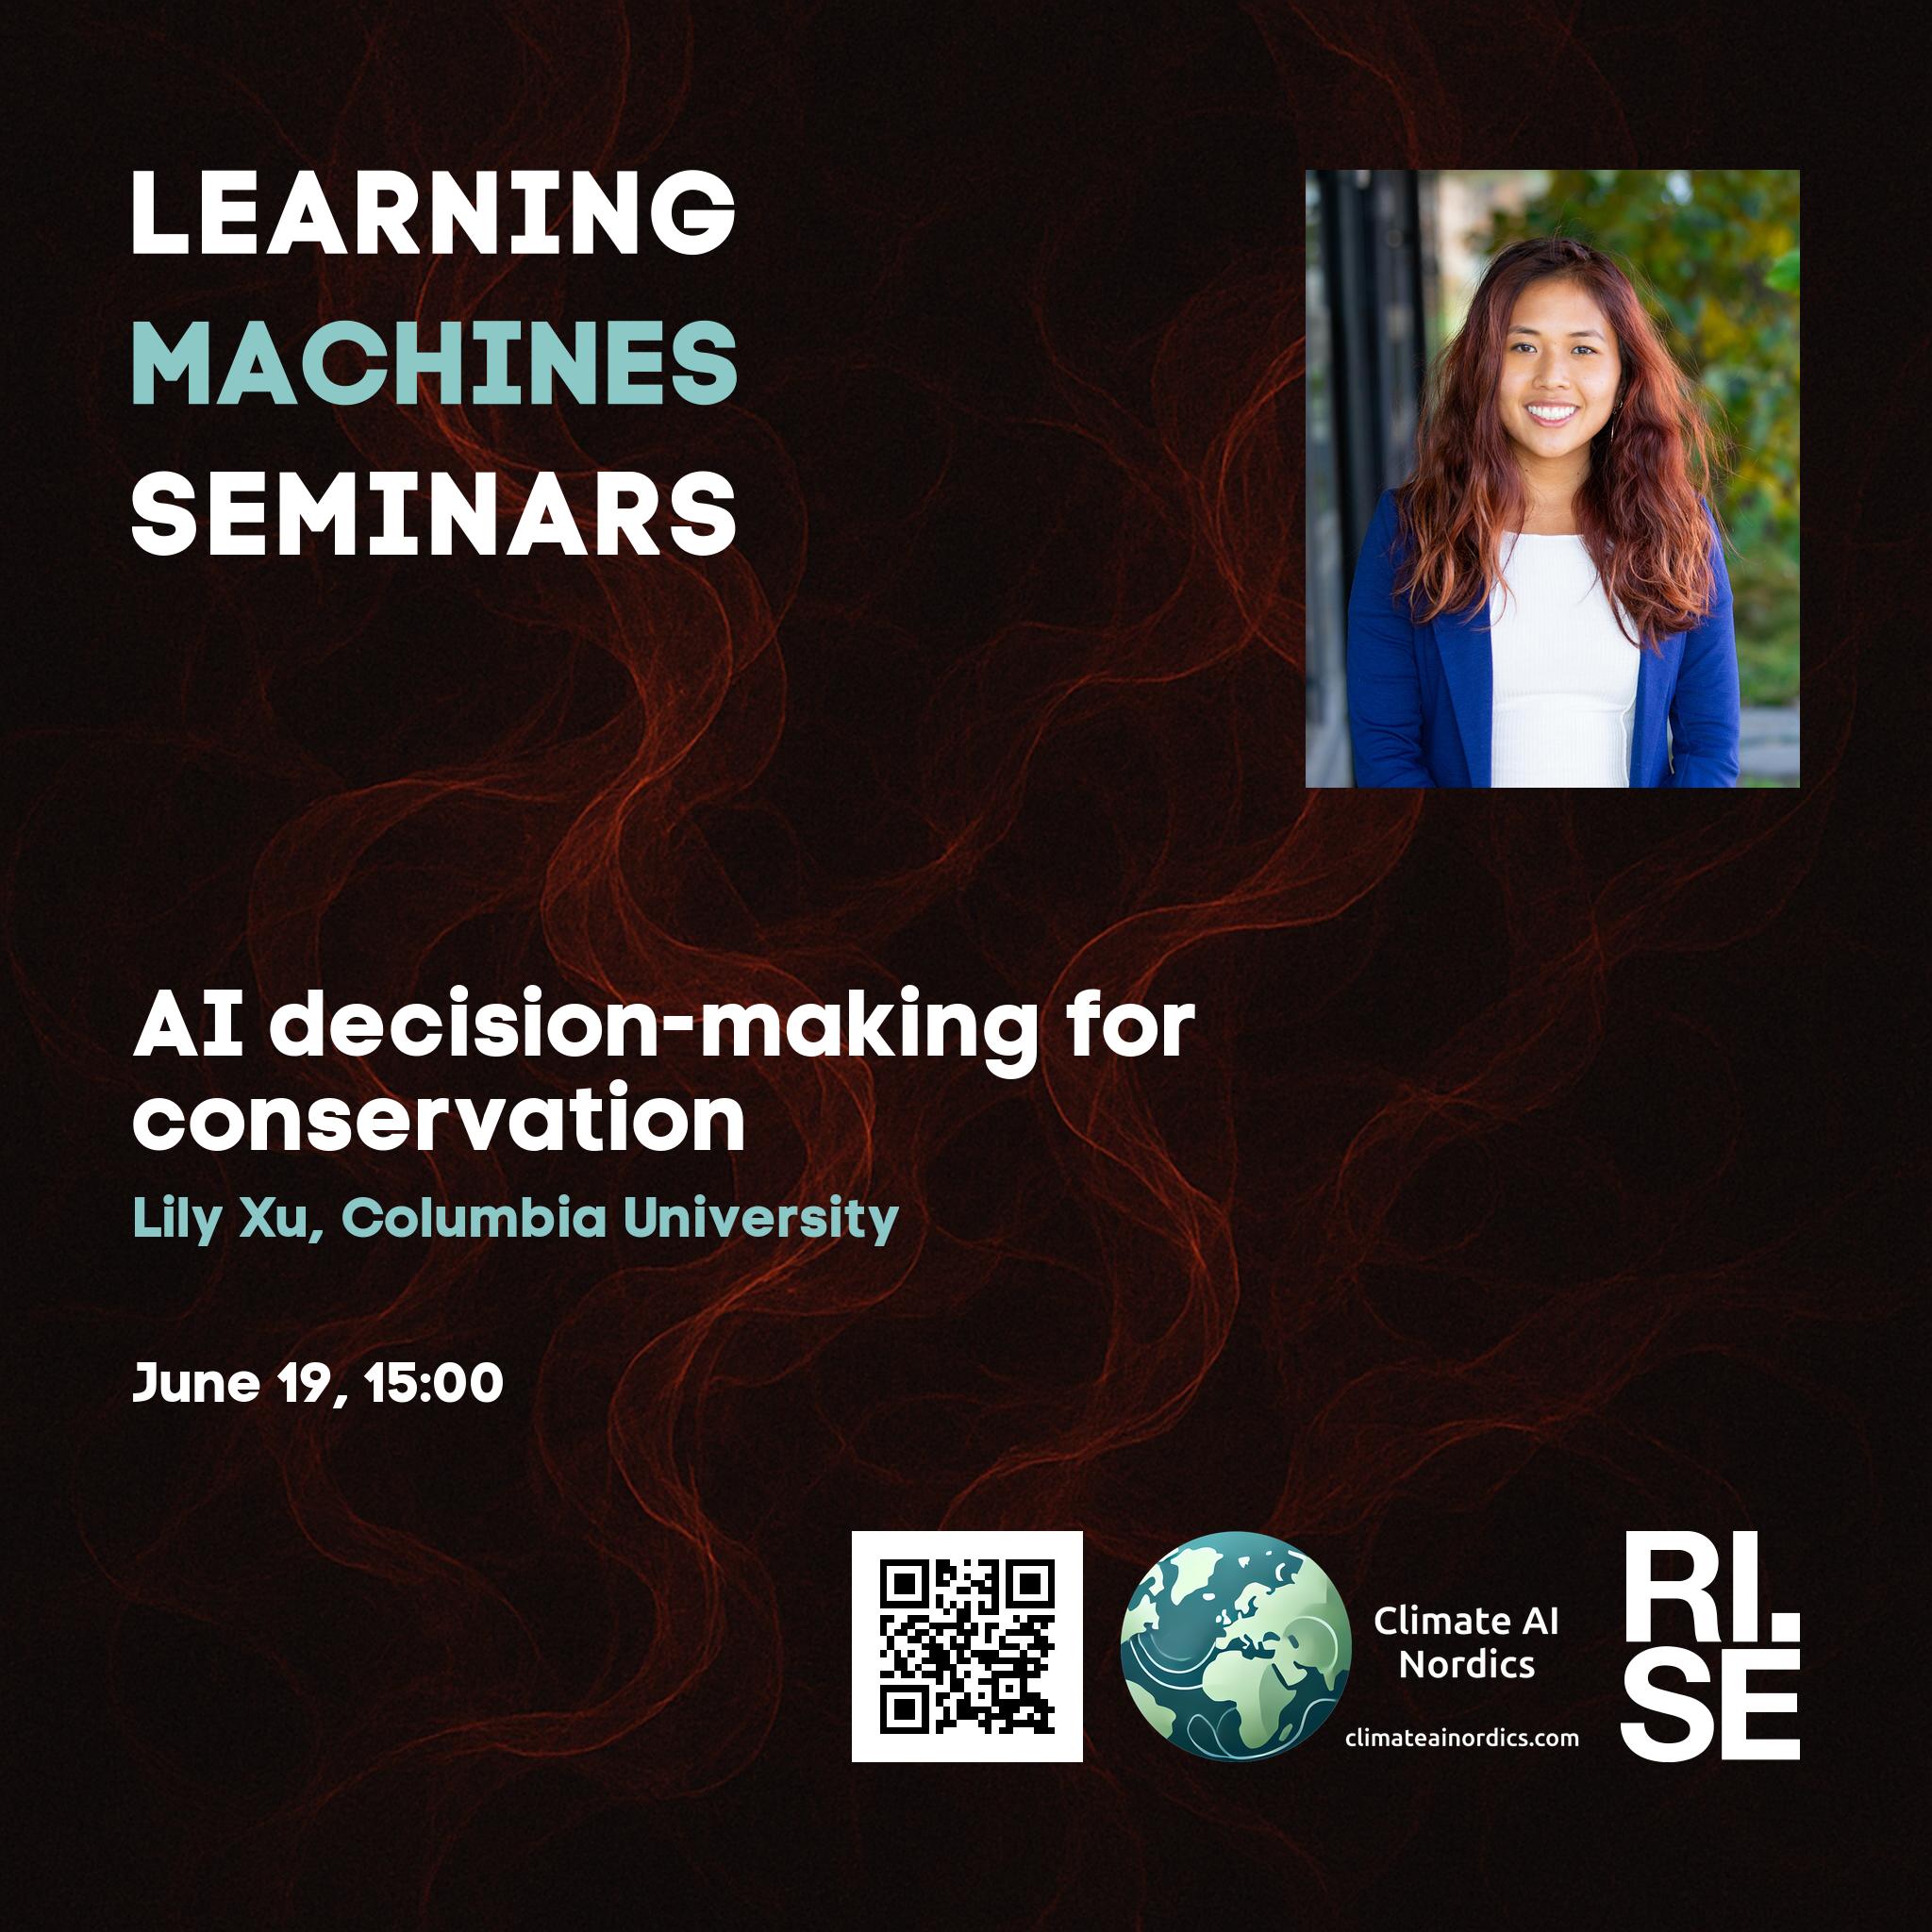 LEARNING
MACHINES
SEMINARS
AI decision-making for
conservation
Lily Xu, Columbia University
June 19, 15:00
Climate AI
Nordics
climateainordics.com
RI.
SE